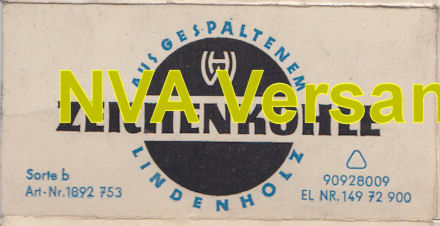 AUS GESPALTENEM
NVA Versan
ZEICHENKOHLE
LINDENHOLZ
Sorte b
Art-Nr. 1892 753
90928009
EL NR. 149 72 900